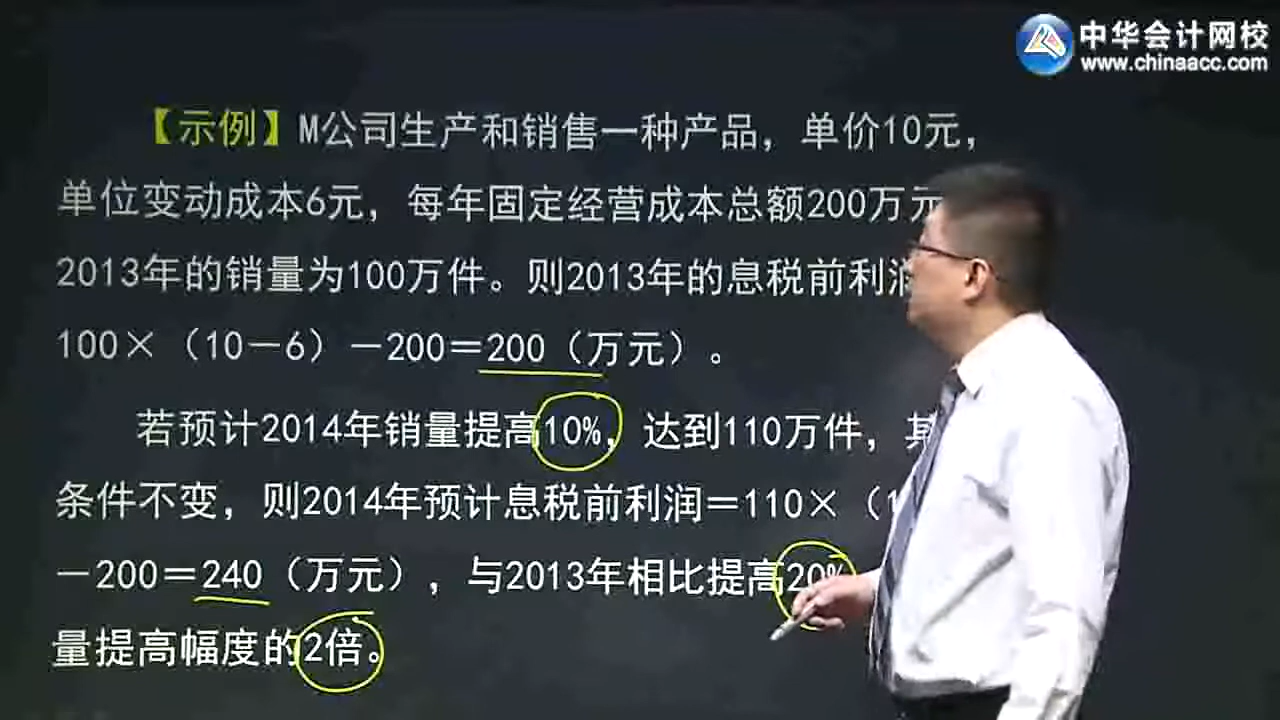 中华会计网校
www.chinaacc.com
【示例】M公司生产和销售一种产品，单价10元，
单位变动成本6元，每年固定经营成本总额200万元
2013年的销量为100万件。则2013年的息税前利润
100×（10－6）－200＝200（万元）。
若预计2014年销量提高10%，达到110万件，其
条件不变，则2014年预计息税前利润＝110×（1
－200＝240（万元），与2013年相比提高20%
量提高幅度的2倍。